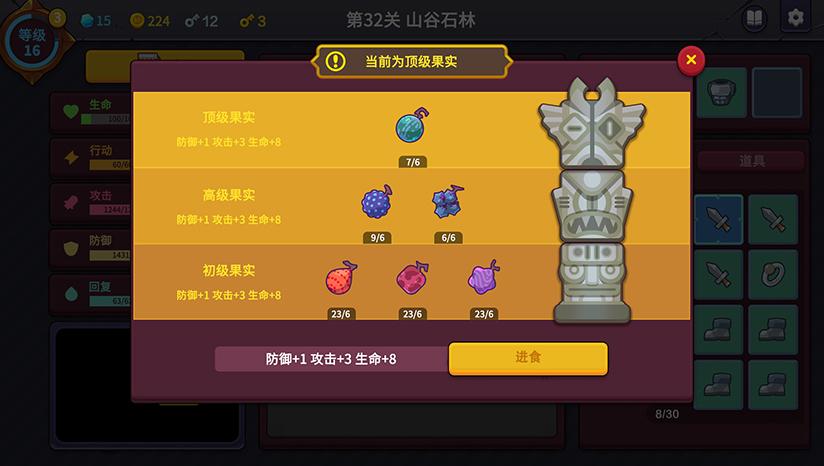 等级
16
3
15
224
12
3
第32关 山谷石林
当前为顶级果实
顶级果实
防御+1 攻击+3 生命+8
7/6
高级果实
防御+1 攻击+3 生命+8
9/6
6/6
初级果实
防御+1 攻击+3 生命+8
23/6
23/6
23/6
防御+1 攻击+3 生命+8
进食
生命
行动
攻击
防御
回复
道具
8/30